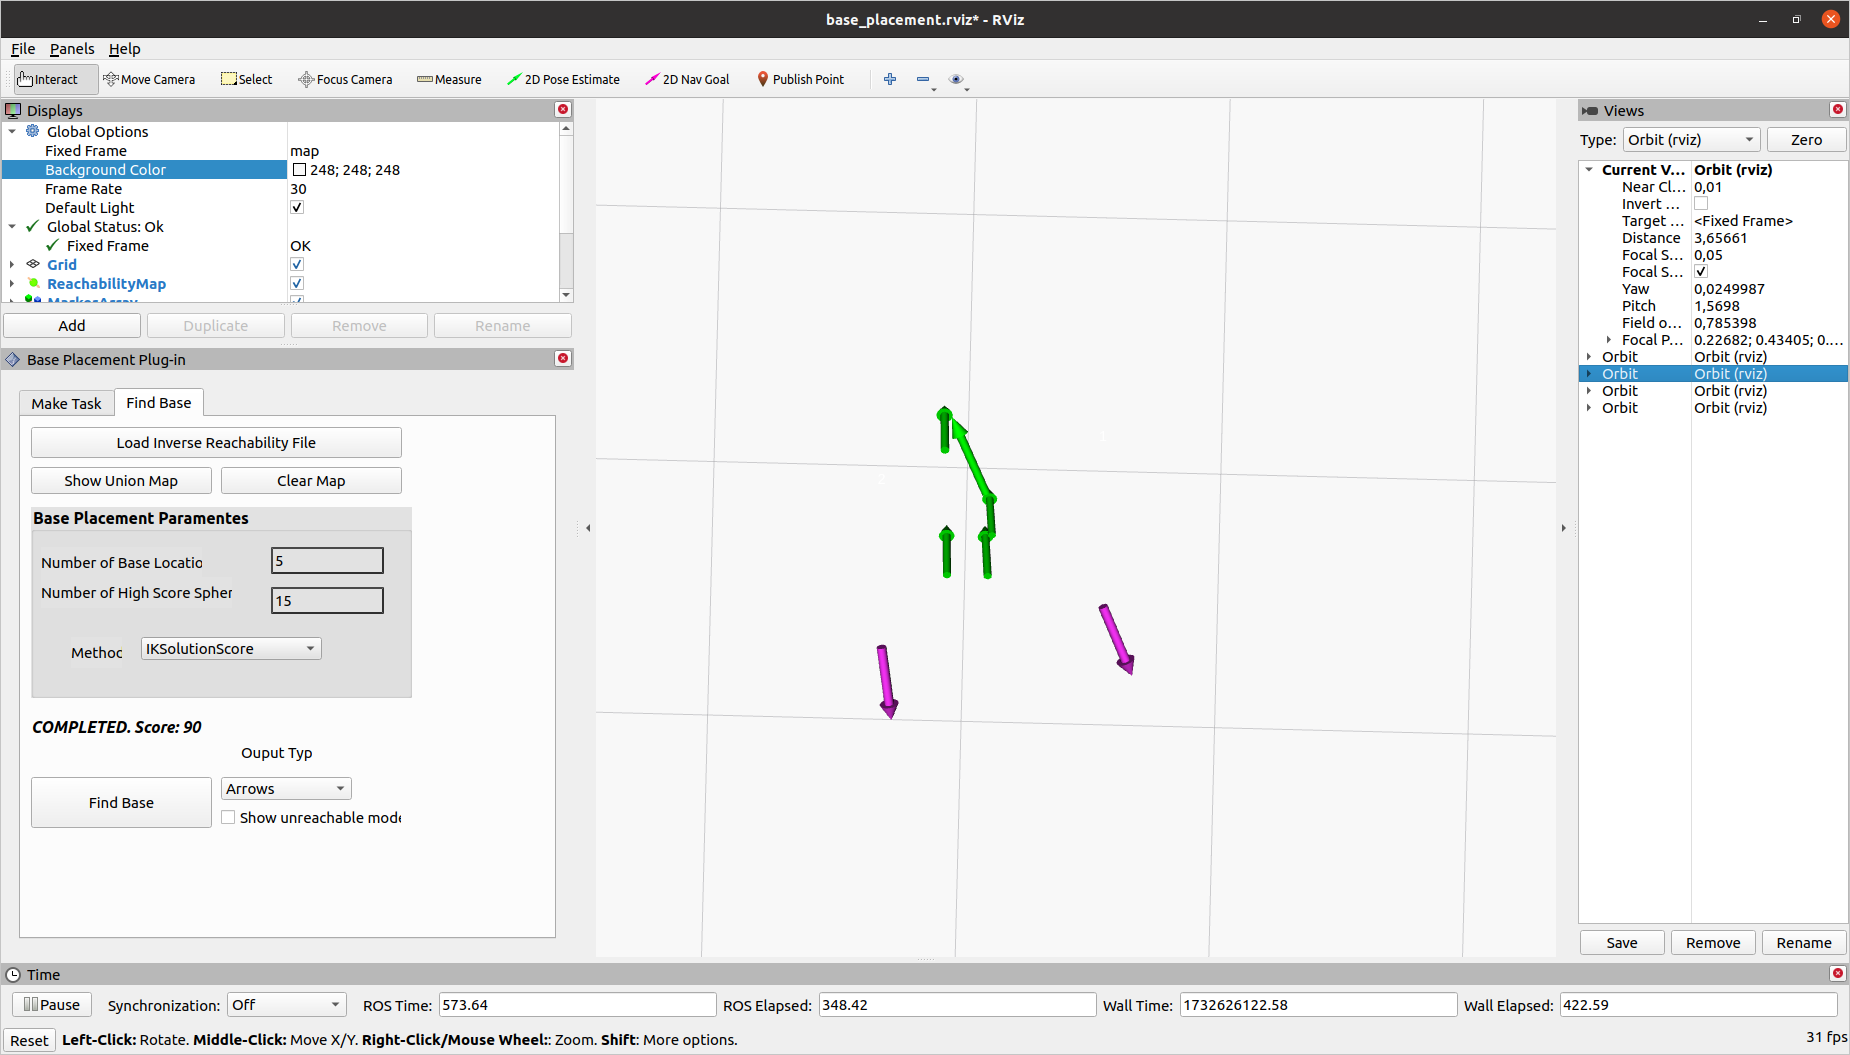 base_placement.rviz* - RViz
File Panels Help
Interact Move Camera Select Focus Camera Measure 2D Pose Estimate 2D Nav Goal Publish Point
Displays
Global Options
Fixed Frame map
Background Color 248; 248; 248
Frame Rate 30
Default Light
Global Status: Ok
Fixed Frame OK
Grid
ReachabilityMap
MarkerArray
Add Duplicate Remove Rename
Base Placement Plug-in
Make Task Find Base
Load Inverse Reachability File
Show Union Map Clear Map
Base Placement Paramentes
Number of Base Locatio 5
Number of High Score Spher 15
Methoc IKSolutionScore
COMPLETED. Score: 90
Ouput Typ
Find Base Arrows
Show unreachable mode
Views
Type: Orbit (rviz) Zero
Current V... Orbit (rviz)
Near Cl... 0,01
Invert ...
Target ... <Fixed Frame>
Distance 3,65661
Focal S... 0,05
Focal S...
Yaw 0,0249987
Pitch 1,5698
Field o... 0,785398
Focal P... 0.22682; 0.43405; 0....
Orbit Orbit (rviz)
Orbit Orbit (rviz)
Orbit Orbit (rviz)
Orbit Orbit (rviz)
Save Remove Rename
Time
Pause Synchronization: Off ROS Time: 573.64 ROS Elapsed: 348.42 Wall Time: 1732626122.58 Wall Elapsed: 422.59
Reset Left-Click: Rotate. Middle-Click: Move X/Y. Right-Click/Mouse Wheel:: Zoom. Shift: More options. 31 fps